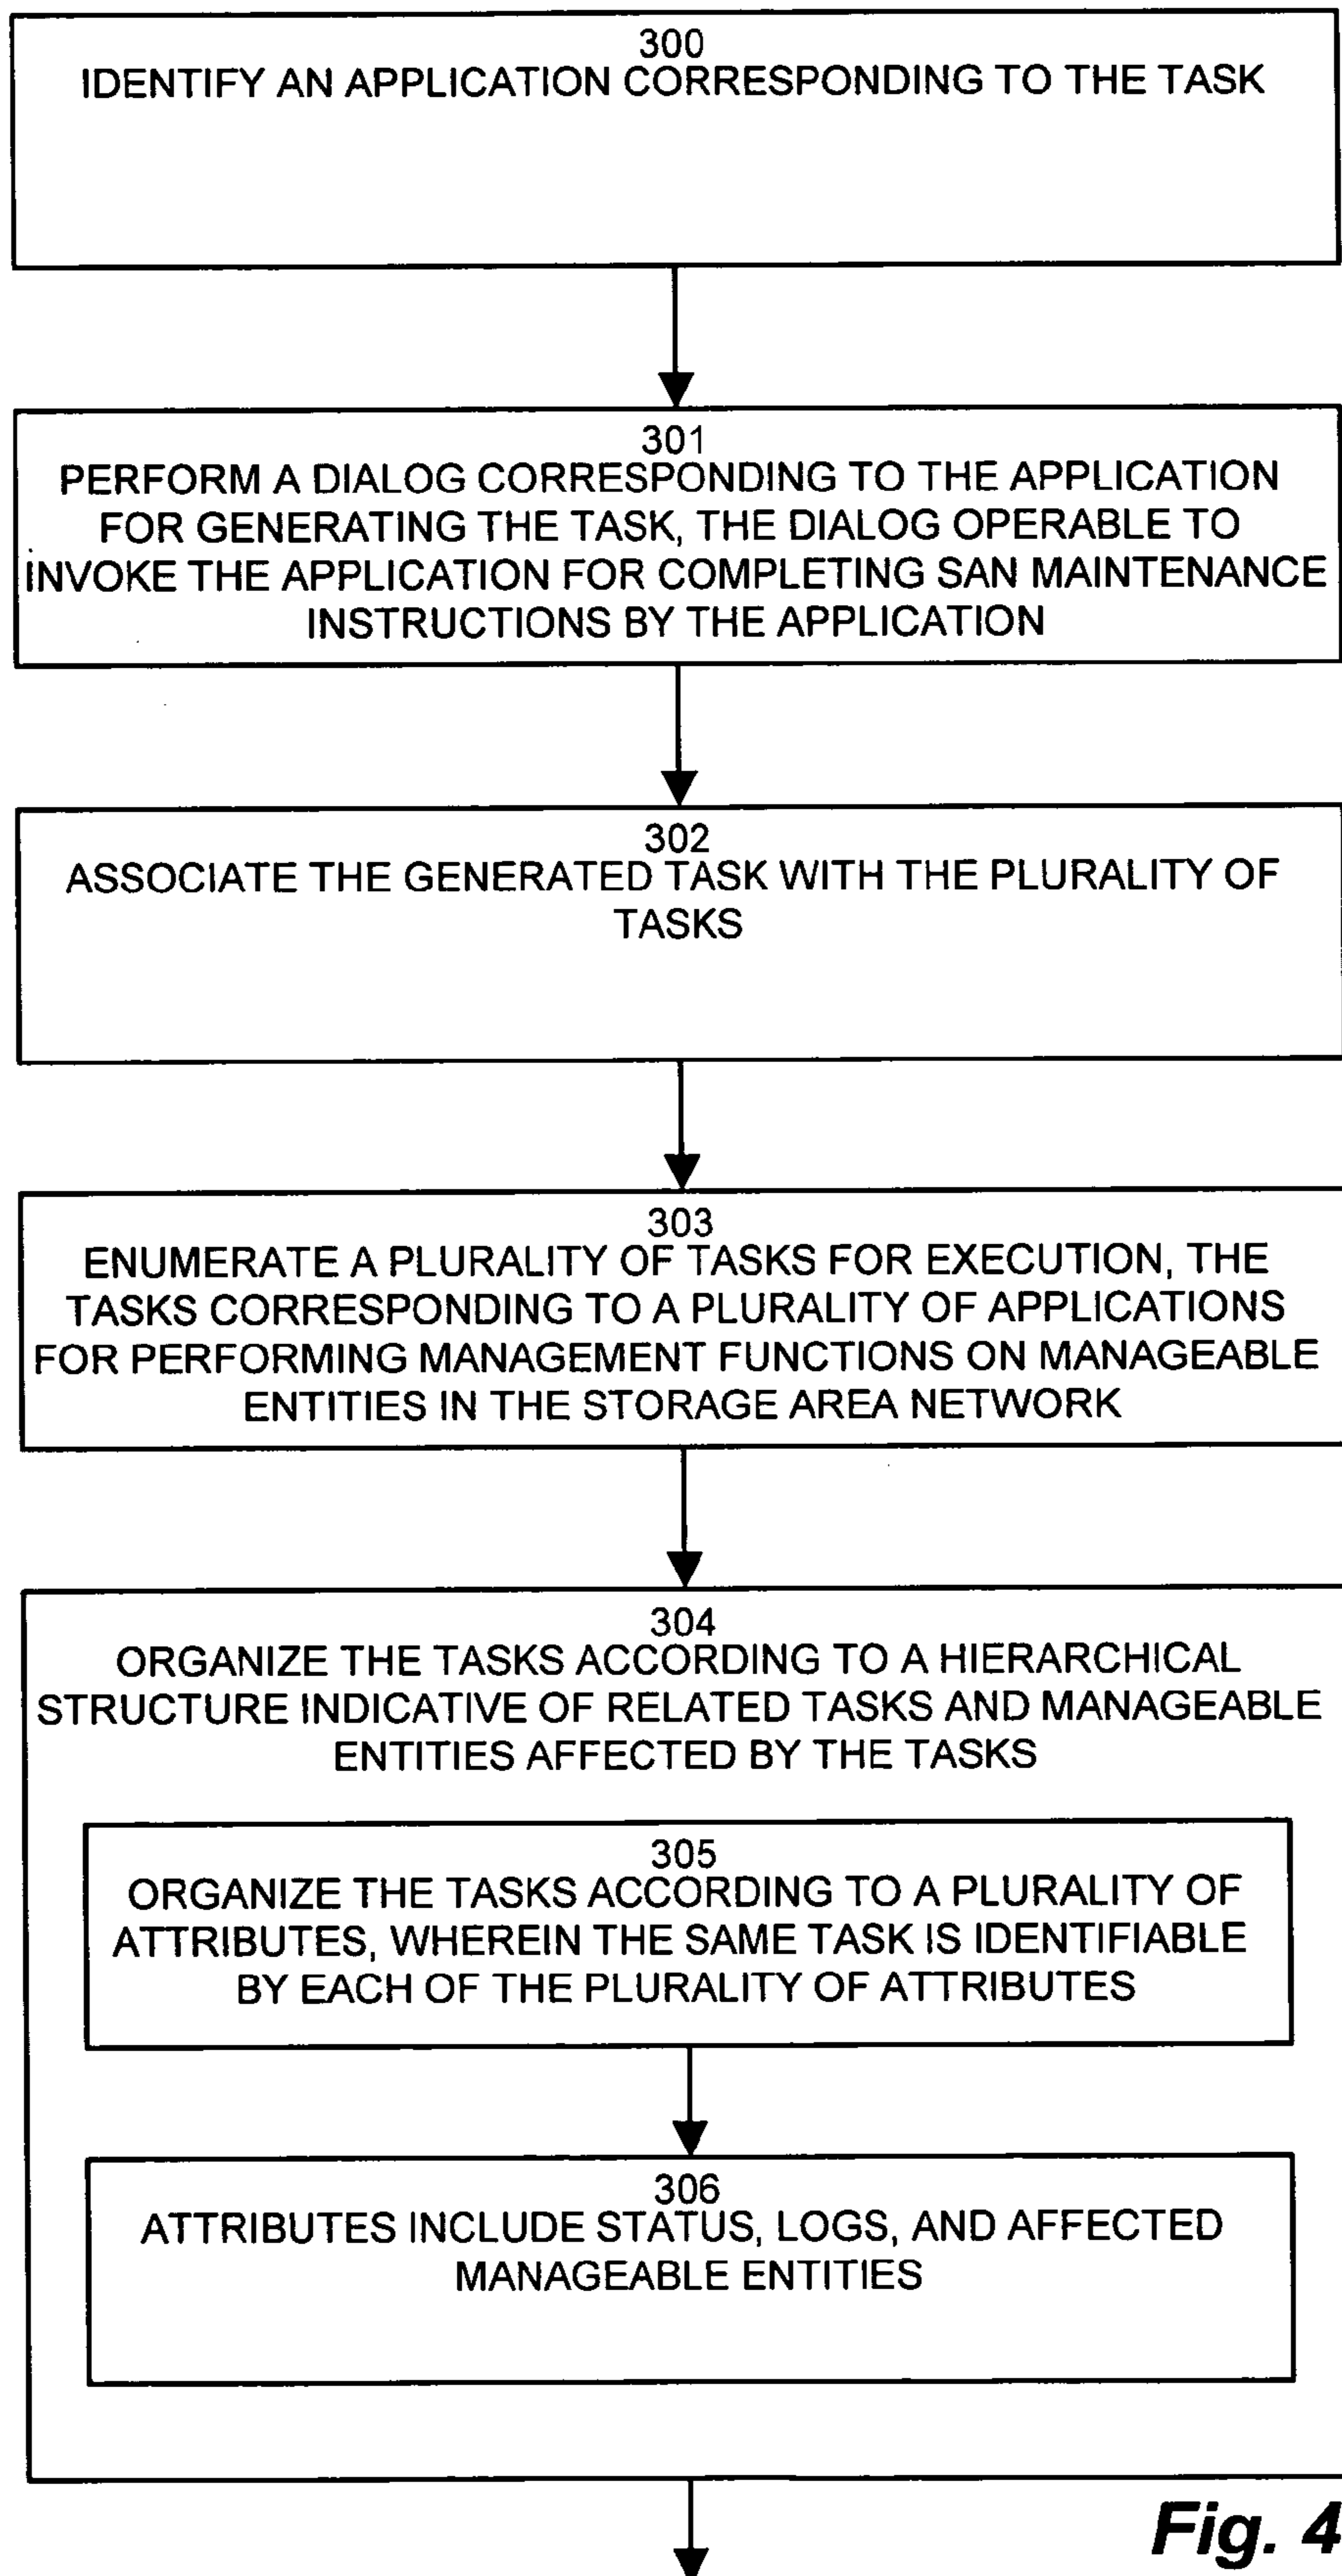 300
IDENTIFY AN APPLICATION CORRESPONDING TO THE TASK
301
PERFORM A DIALOG CORRESPONDING TO THE APPLICATION
FOR GENERATING THE TASK, THE DIALOG OPERABLE TO
INVOKE THE APPLICATION FOR COMPLETING SAN MAINTENANCE
INSTRUCTIONS BY THE APPLICATION
302
ASSOCIATE THE GENERATED TASK WITH THE PLURALITY OF
TASKS
303
ENUMERATE A PLURALITY OF TASKS FOR EXECUTION, THE
TASKS CORRESPONDING TO A PLURALITY OF APPLICATIONS
FOR PERFORMING MANAGEMENT FUNCTIONS ON MANAGEABLE
ENTITIES IN THE STORAGE AREA NETWORK
304
ORGANIZE THE TASKS ACCORDING TO A HIERARCHICAL
STRUCTURE INDICATIVE OF RELATED TASKS AND MANAGEABLE
ENTITIES AFFECTED BY THE TASKS
305
ORGANIZE THE TASKS ACCORDING TO A PLURALITY OF
ATTRIBUTES, WHEREIN THE SAME TASK IS IDENTIFIABLE
BY EACH OF THE PLURALITY OF ATTRIBUTES
306
ATTRIBUTES INCLUDE STATUS, LOGS, AND AFFECTED
MANAGEABLE ENTITIES
Fig. 4